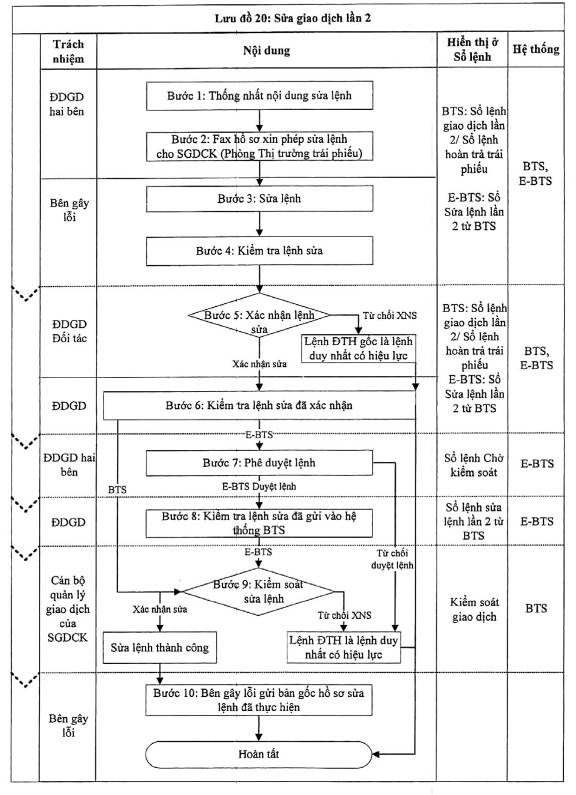 Lưu đồ 20: Sửa giao dịch lần 2
Trách
nhiệm
Nội dung
Hiển thị ở
Sổ lệnh
Hệ thống
ĐDGD
hai bên
Bước 1: Thống nhất nội dung sửa lệnh
Bước 2: Fax hồ sơ xin phép sửa lệnh
cho SGDCK (Phòng Thị trường trái phiếu)
BTS: Sổ lệnh
giao dịch lần
2/ Sổ lệnh
hoàn trả trái
phiếu
E-BTS: Sổ
Sửa lệnh lần
2 từ BTS
BTS,
E-BTS
Bên gây
lỗi
Bước 3: Sửa lệnh
Bước 4: Kiểm tra lệnh sửa
ĐDGD
Đối tác
Bước 5: Xác nhận lệnh
sửa
Từ chối XNS
Lệnh ĐTH gốc là lệnh
duy nhất có hiệu lực
Xác nhận sửa
BTS: Sổ lệnh
giao dịch lần
2/ Sổ lệnh
hoàn trả trái
phiếu
E-BTS: Sổ
Sửa lệnh lần
2 từ BTS
BTS,
E-BTS
ĐDGD
Bước 6: Kiểm tra lệnh sửa đã xác nhận
E-BTS
BTS
ĐDGD hai
bên
Bước 7: Phê duyệt lệnh
E-BTS Duyệt lệnh
Sổ lệnh Chờ
kiểm soát
E-BTS
ĐDGD
Bước 8: Kiểm tra lệnh sửa đã gửi vào hệ
thống BTS
Sổ lệnh sửa
lệnh lần 2 từ
BTS
E-BTS
E-BTS
Từ chối
duyệt lệnh
Cán bộ
quản lý
giao dịch
của
SGDCK
Bước 9: Kiểm soát
sửa lệnh
Xác nhận sửa
Từ chối XNS
Sửa lệnh thành công
Lệnh ĐTH là lệnh duy
nhất có hiệu lực
Kiểm soát
giao dịch
BTS
Bên gây
lỗi
Bước 10: Bên gây lỗi gửi bản gốc hồ sơ sửa
lệnh đã thực hiện
Hoàn tất